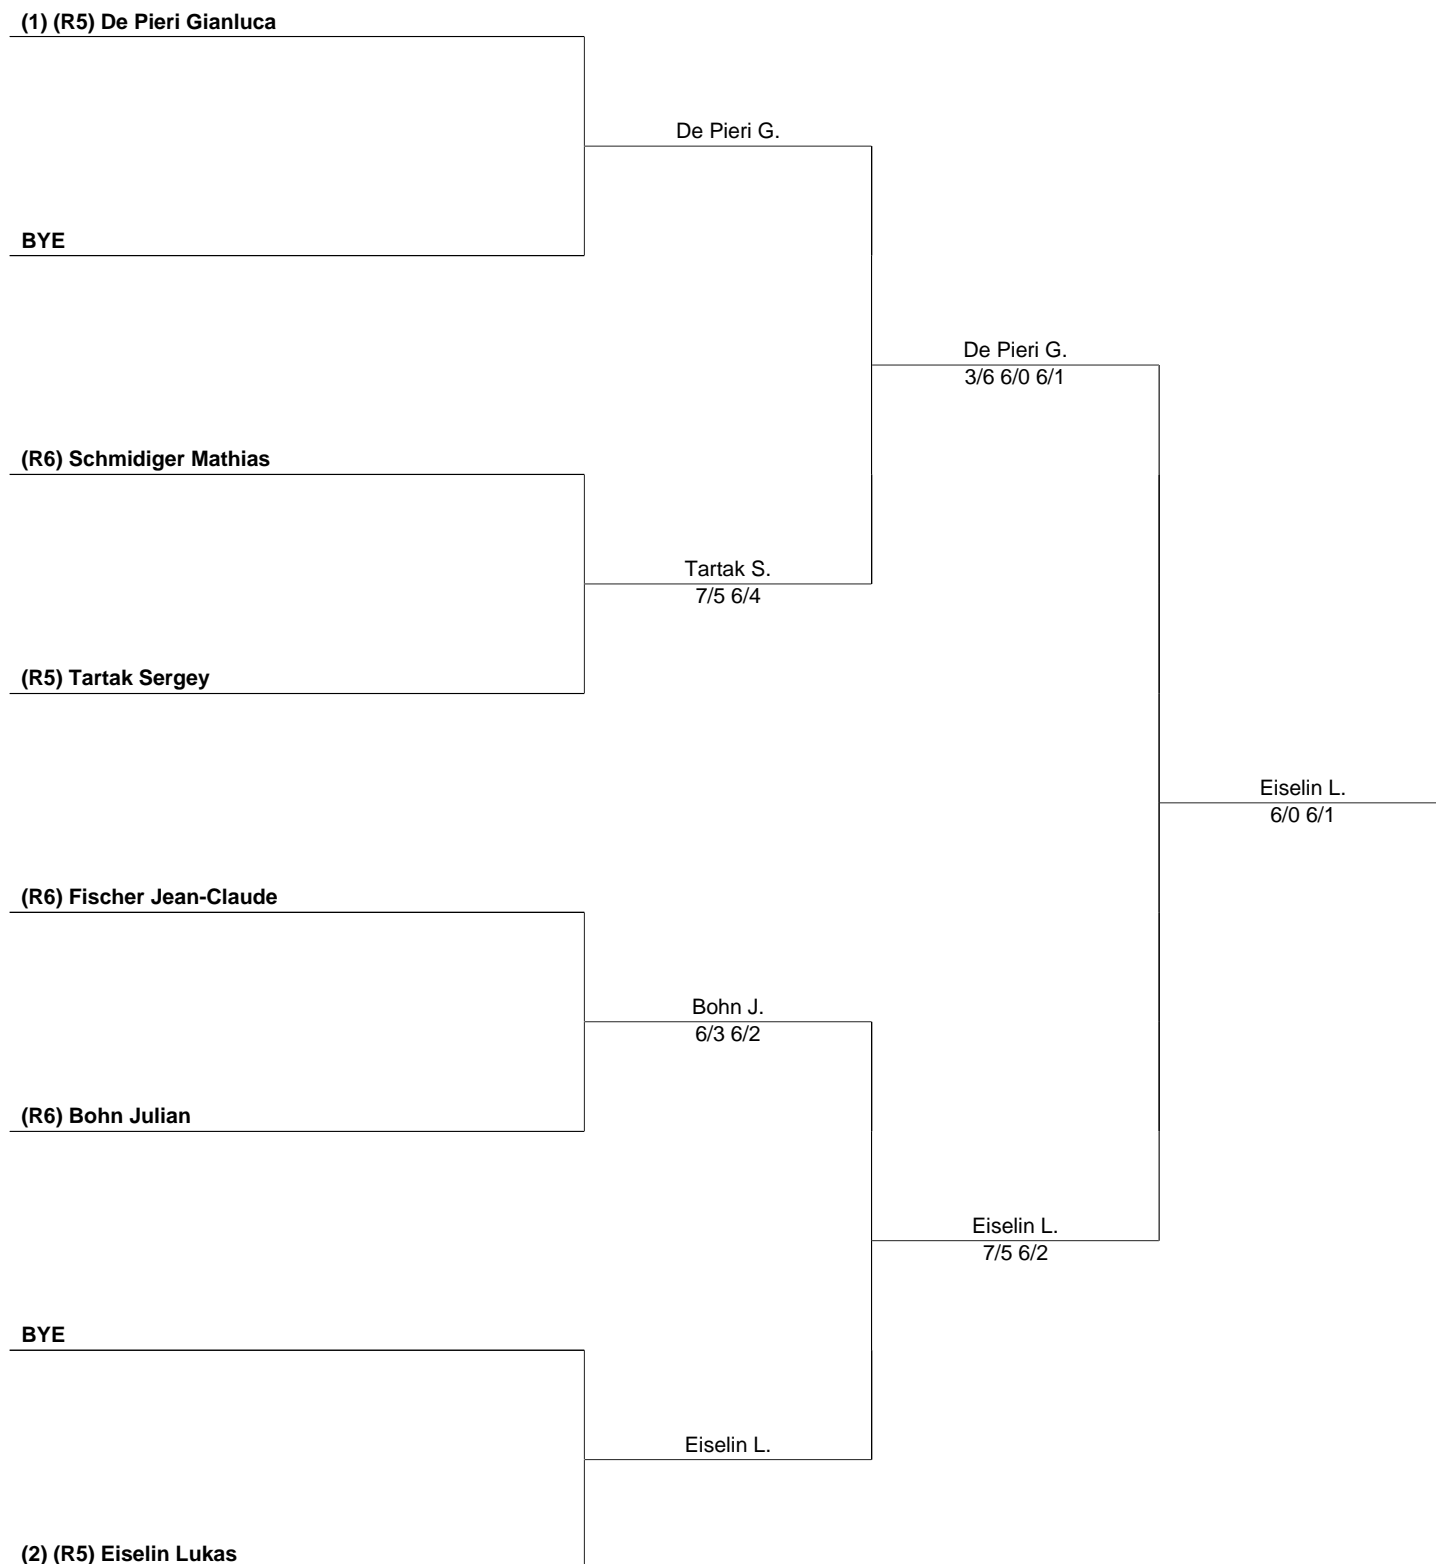 (1) (R5) De Pieri Gianluca
De Pieri G.
BYE
De Pieri G.
3/6 6/0 6/1
(R6) Schmidiger Mathias
Tartak S.
7/5 6/4
(R5) Tartak Sergey
Eiselin L.
6/0 6/1
(R6) Fischer Jean-Claude
Bohn J.
6/3 6/2
(R6) Bohn Julian
Eiselin L.
7/5 6/2
BYE
Eiselin L.
(2) (R5) Eiselin Lukas